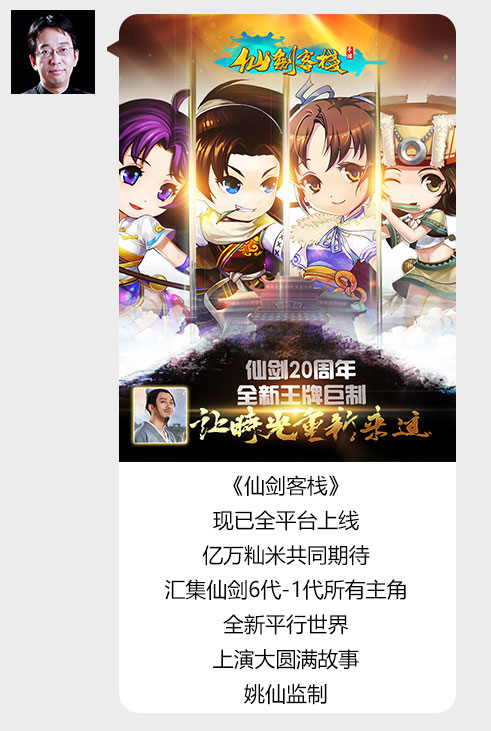 仙剑客栈
仙剑20周年
全新王牌巨制
让時光重新来过
《仙剑客栈》
现已全平台上线
亿万籼米共同期待
汇集仙剑6代-1代所有主角
全新平行世界
上演大圆满故事
姚仙监制